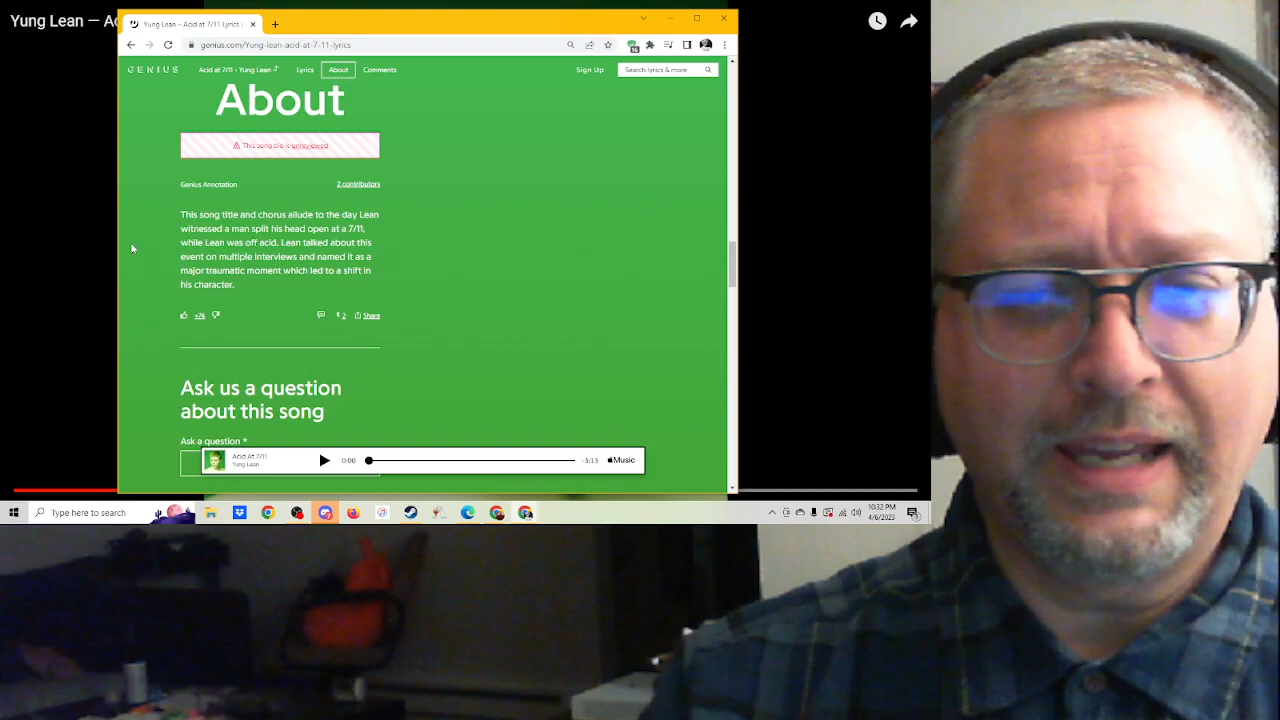 Yung Lean — Ac
Yung Lean – Acid at 7/11 Lyrics |
genius.com/Yung-lean-acid-at-7-11-lyrics
GENIUS
Acid at 7/11 - Yung Lean
Lyrics
About
Comments
Sign Up
Search lyrics & more
About
This song bio is unreviewed
Genius Annotation
2 contributors
This song title and chorus allude to the day Lean
witnessed a man split his head open at a 7/11,
while Lean was off acid. Lean talked about this
event on multiple interviews and named it as a
major traumatic moment which led to a shift in
his character.
+74
2
Share
Ask us a question
about this song
Ask a question *
Acid At 7/11
Yung Lean
0:00
-3:13
Music
Type here to search
10:32 PM
4/6/2023